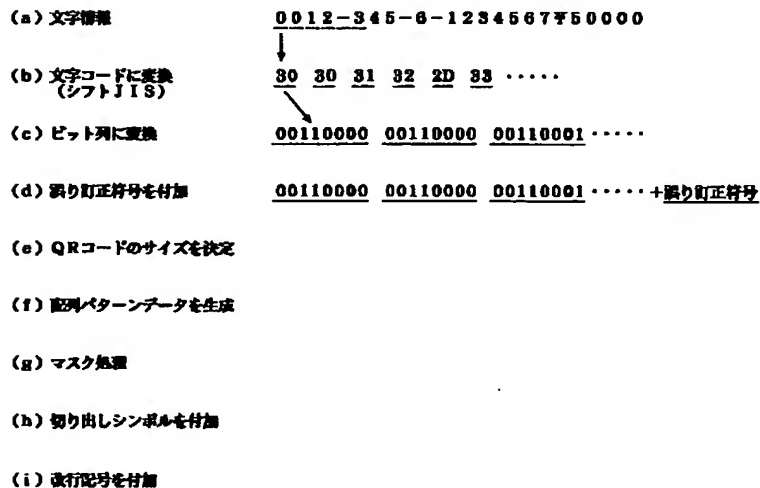 (a) 文字情報 0012-345-6-1234567〒50000
(b) 文字コードに変換 30 30 31 32 2D 33 ・・・・・
(シフトJIS)
(c) ビット列に変換 00110000 00110000 00110001 ・・・・・
(d) 誤り訂正符号を付加 00110000 00110000 00110001 ・・・・・ +誤り訂正符号
(e) QRコードのサイズを決定
(f) 配列パターンデータを生成
(g) マスク処理
(h) 切り出しシンボルを付加
(i) 改行記号を付加